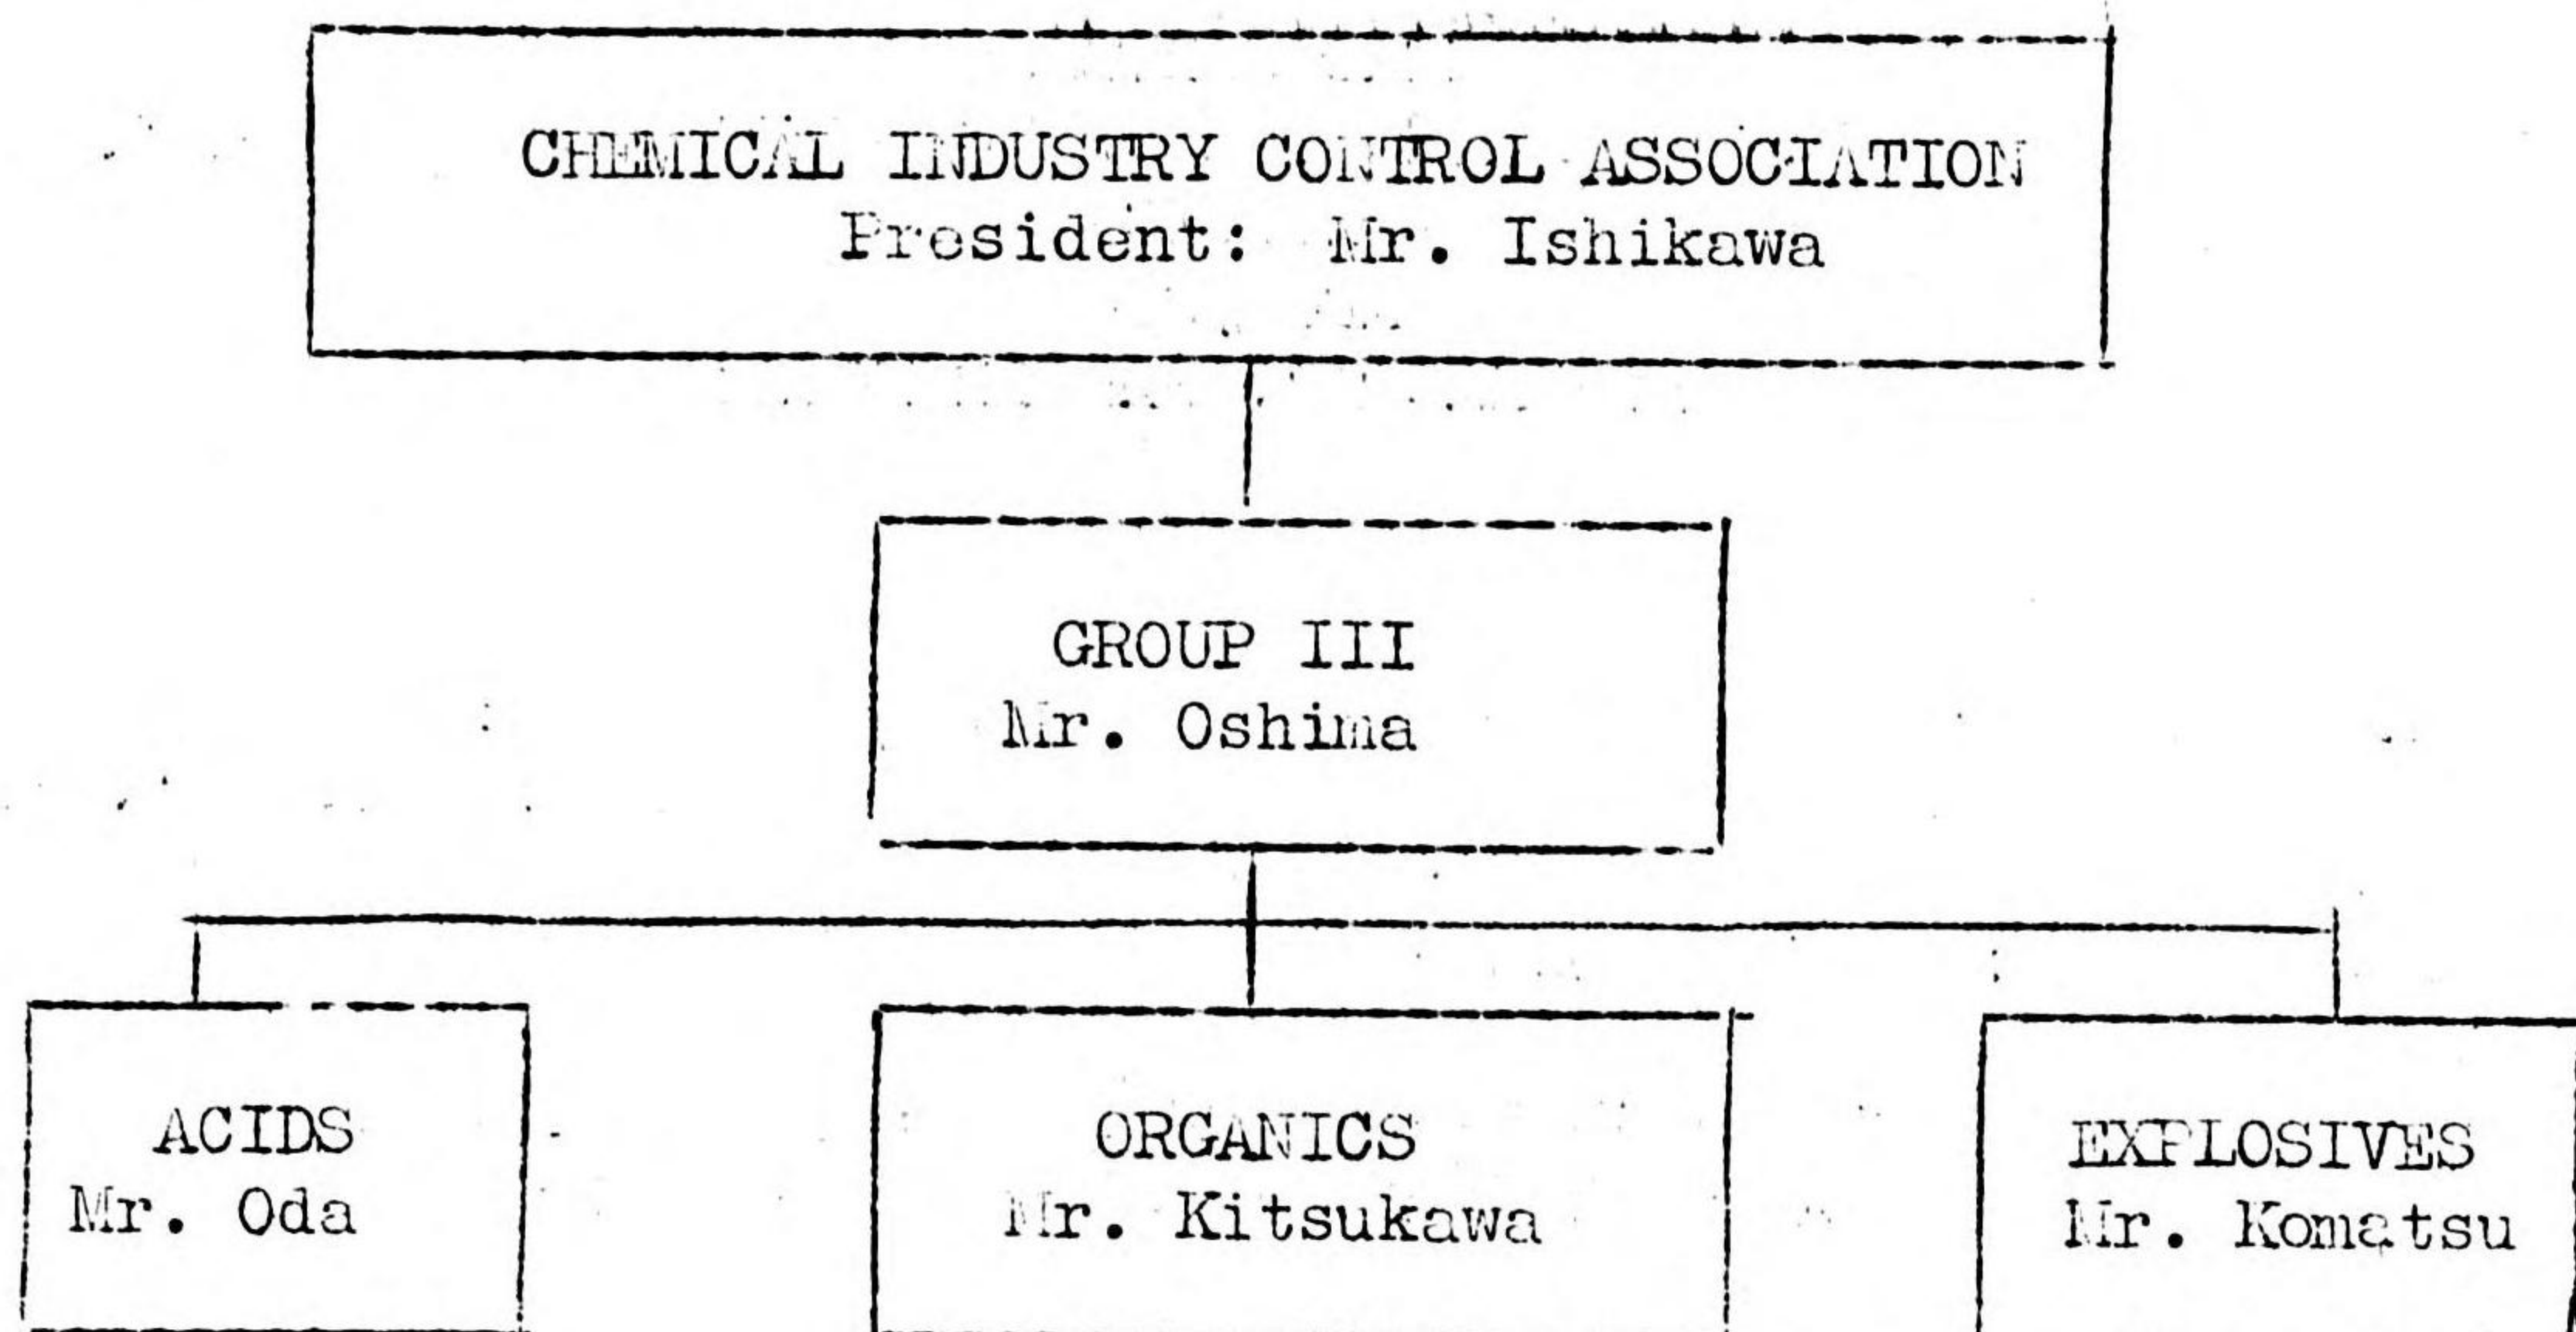 CHEMICAL INDUSTRY CONTROL ASSOCIATION
President: Mr. Ishikawa
GROUP III
Mr. Oshima
ACIDS
Mr. Oda
ORGANICS
Mr. Kitsukawa
EXPLOSIVES
Mr. Komatsu